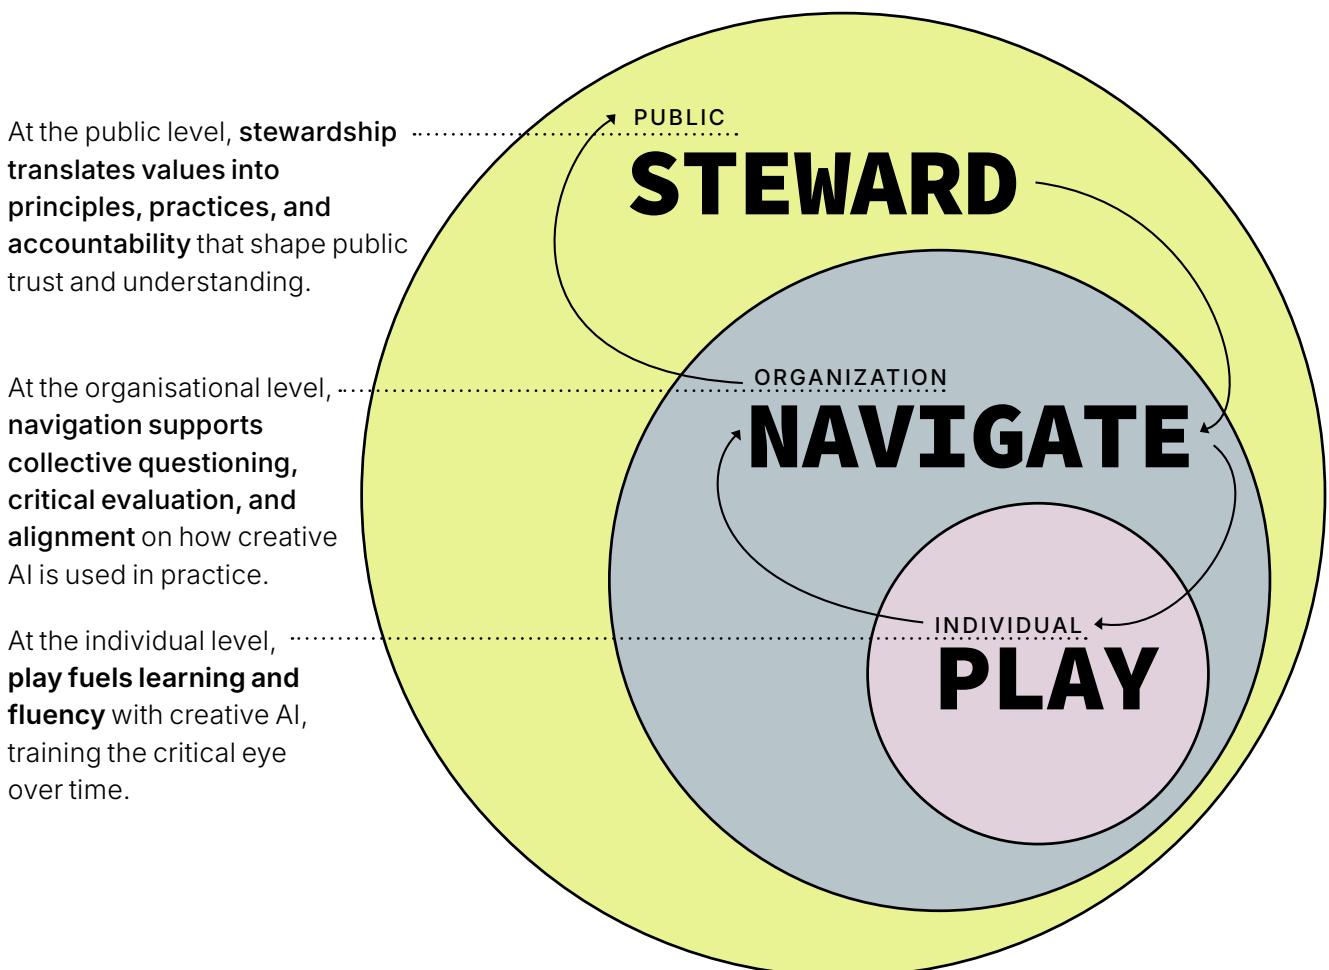 PUBLIC
STEWARD
At the public level, stewardship
translates values into
principles, practices, and
accountability that shape public
trust and understanding.
ORGANIZATION
NAVIGATE
At the organisational level,
navigation supports
collective questioning,
critical evaluation, and
alignment on how creative
AI is used in practice.
INDIVIDUAL
PLAY
At the individual level,
play fuels learning and
fluency with creative AI,
training the critical eye
over time.